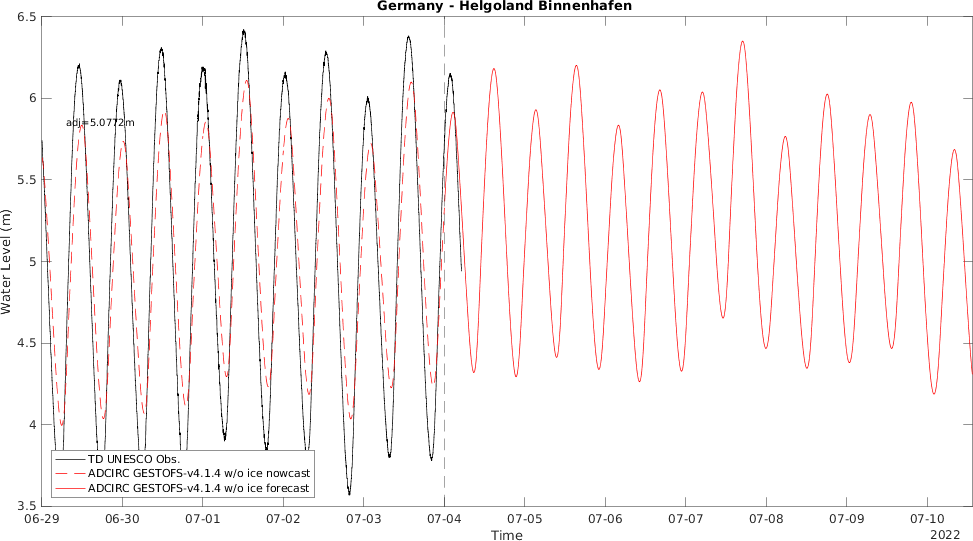 Germany - Helgoland Binnenhafen
6.5
6
5.5
5
4.5
4
3.5
Water Level (m)
adj=5.0772m
TD UNESCO Obs.
ADCIRC GESTOFS-v4.1.4 w/o ice nowcast
ADCIRC GESTOFS-v4.1.4 w/o ice forecast
06-29 06-30 07-01 07-02 07-03 07-04 07-05 07-06 07-07 07-08 07-09 07-10
Time
2022